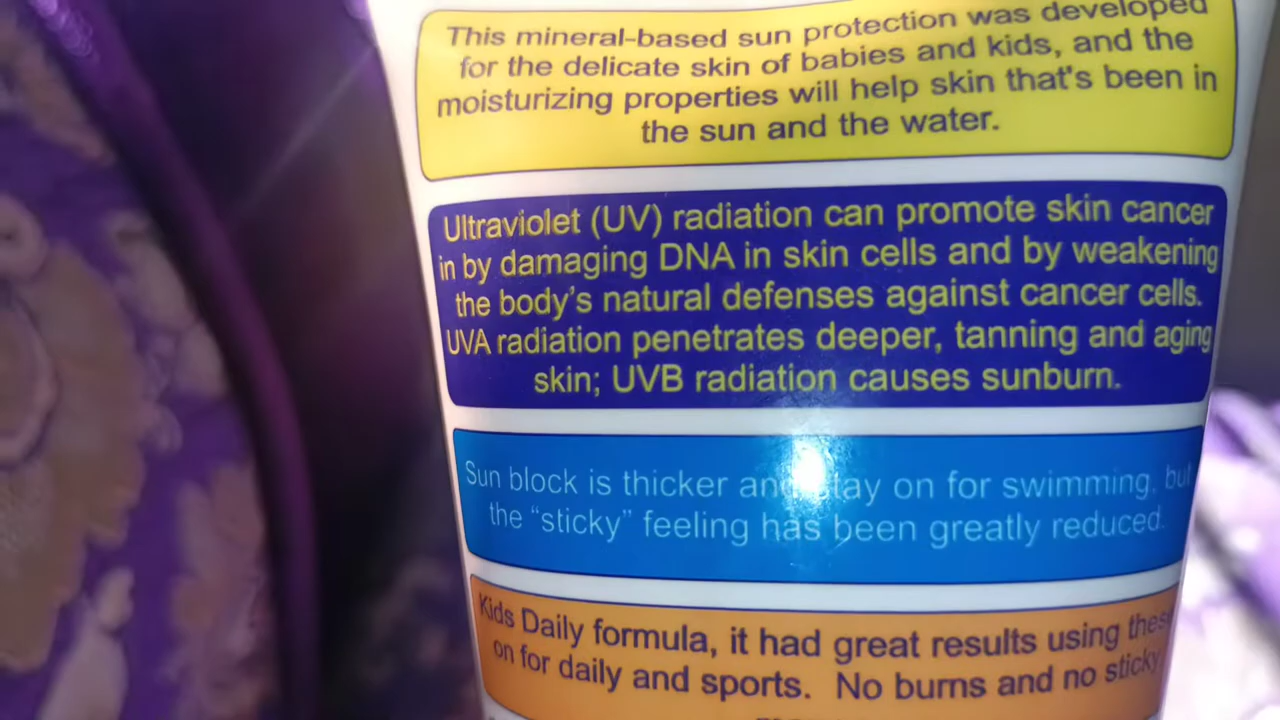 This mineral-based sun protection was developed
for the delicate skin of babies and kids, and the
moisturizing properties will help skin that's been in
the sun and the water.
Ultraviolet (UV) radiation can promote skin cancer
in by damaging DNA in skin cells and by weakening
the body's natural defenses against cancer cells.
UVA radiation penetrates deeper, tanning and aging
skin; UVB radiation causes sunburn.
Sun block is thicker and stay on for swimming, but
the “sticky” feeling has been greatly reduced.
Kids Daily formula, it had great results using these
on for daily and sports. No burns and no sticky